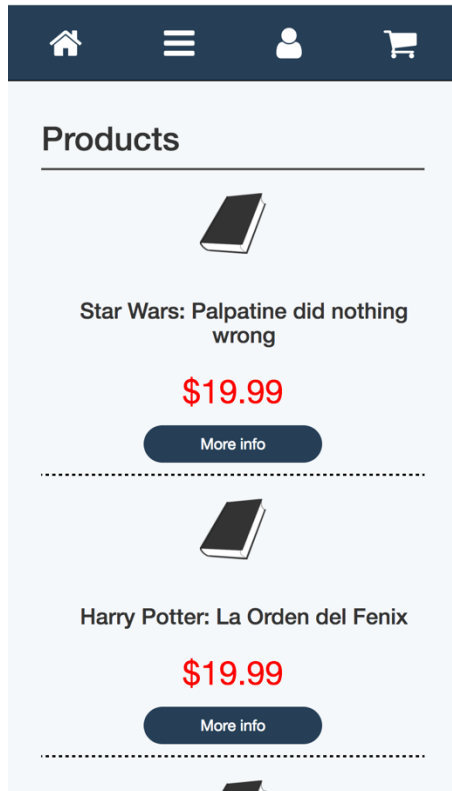 Products
Star Wars: Palpatine did nothing
wrong
$19.99
More info
Harry Potter: La Orden del Fenix
$19.99
More info